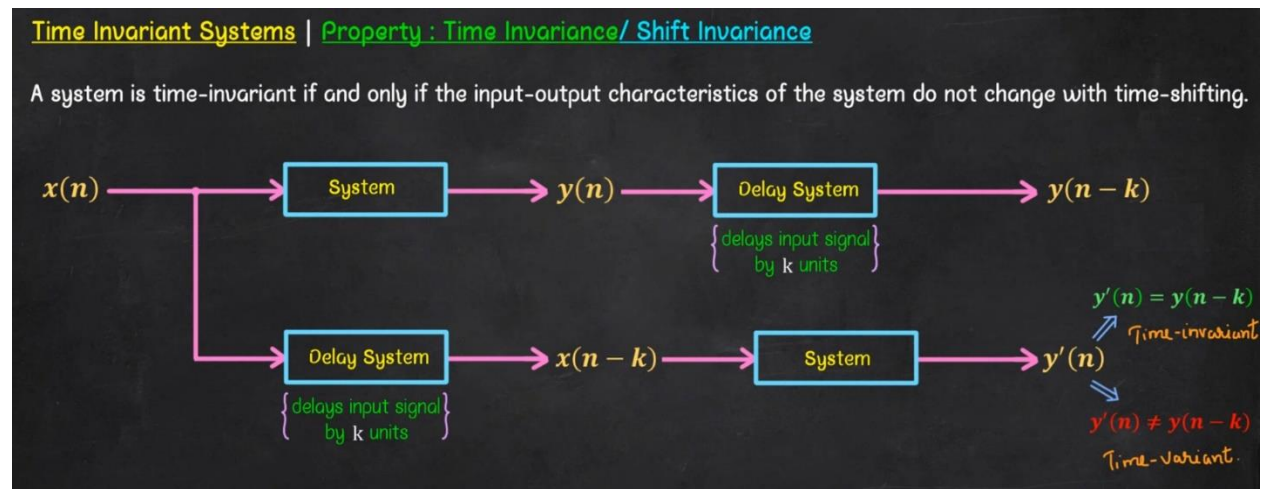 Time Invariant Systems | Property : Time Invariance/ Shift Invariance
A system is time-invariant if and only if the input-output characteristics of the system do not change with time-shifting.
x(n) System y(n) Delay System y(n − k)
{delays input signal
by k units}
y′(n) = y(n − k)
Time-invariant
Delay System x(n − k) System y′(n)
{delays input signal
by k units}
y′(n) ≠ y(n − k)
Time-variant.